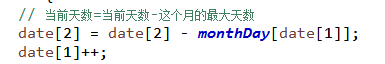 // 当前天数=当前天数-这个月的最大天数
date[2] = date[2] - monthDay[date[1]];
date[1]++;